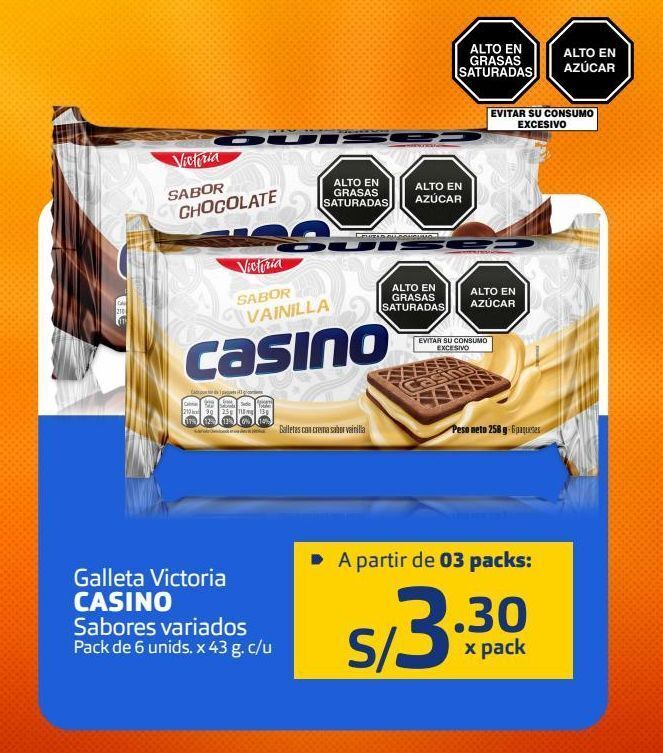 ALTO EN
GRASAS
SATURADAS
ALTO EN
AZÚCAR
EVITAR SU CONSUMO
EXCESIVO
casino
Victoria
SABOR
CHOCOLATE
ALTO EN
GRASAS
SATURADAS
ALTO EN
AZÚCAR
casino
Victoria
SABOR
VAINILLA
ALTO EN
GRASAS
SATURADAS
ALTO EN
AZÚCAR
EVITAR SU CONSUMO
EXCESIVO
casino
Casino
Galletas con crema sabor vainilla
Peso neto 258 g - 6 paquetes
Galleta Victoria
CASINO
Sabores variados
Pack de 6 unids. x 43 g. c/u
A partir de 03 packs:
S/3.30
x pack